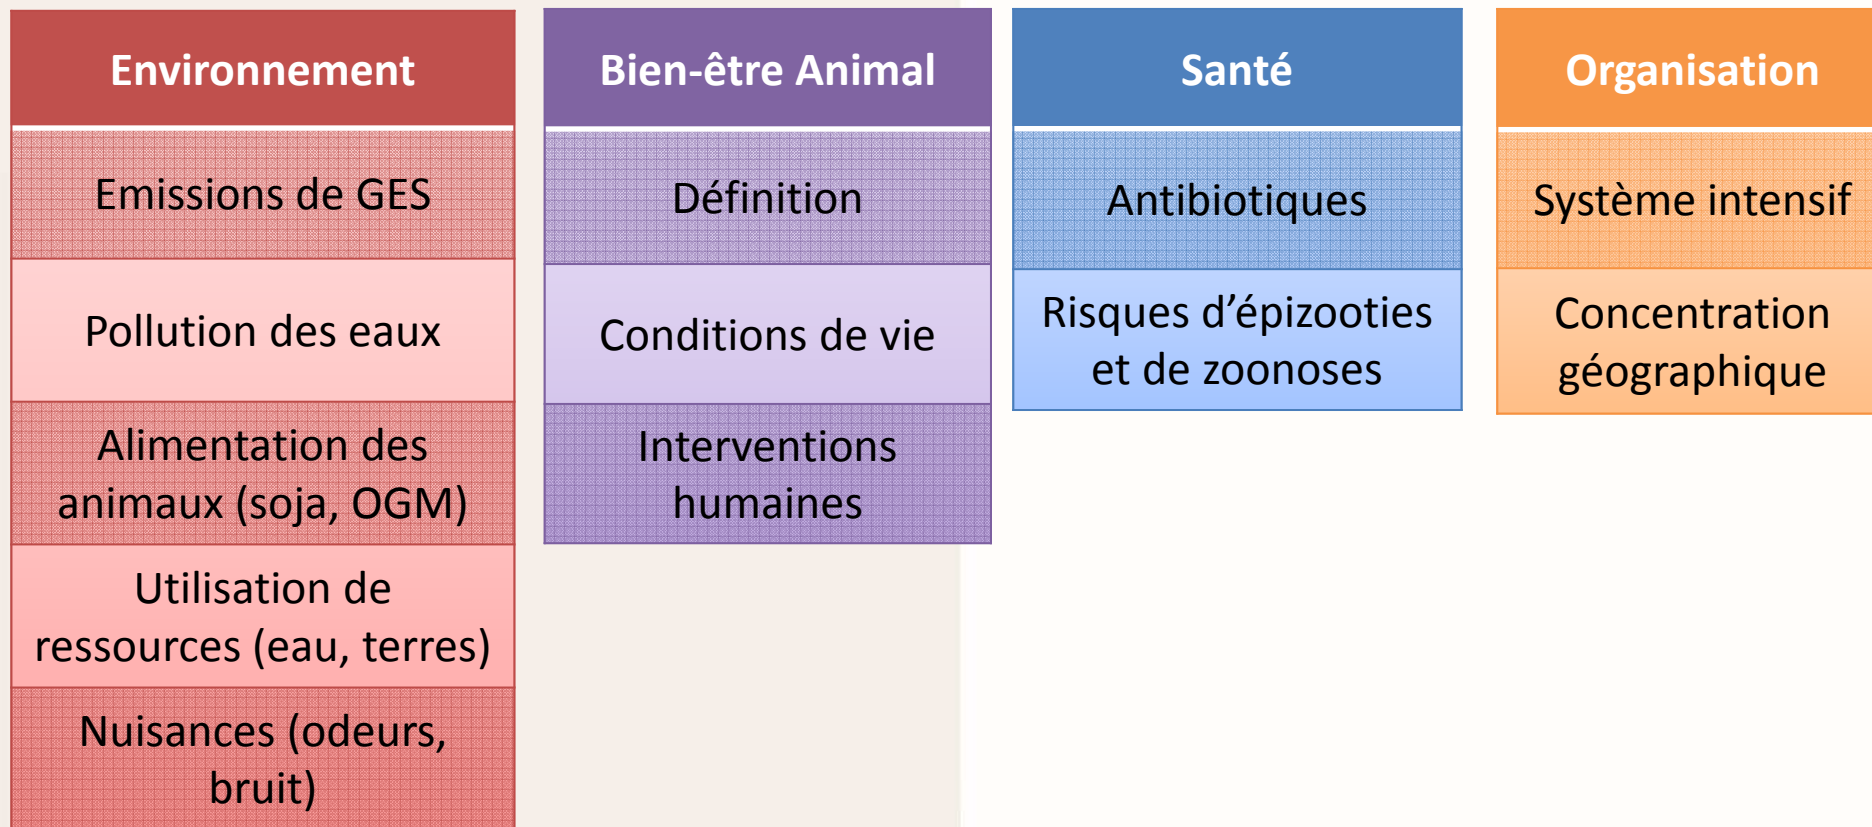 Environnement
Emissions de GES
Pollution des eaux
Alimentation des
animaux (soja, OGM)
Utilisation de
ressources (eau, terres)
Nuisances (odeurs,
bruit)
Bien-être Animal
Définition
Conditions de vie
Interventions
humaines
Santé
Antibiotiques
Risques d’épizooties
et de zoonoses
Organisation
Système intensif
Concentration
géographique